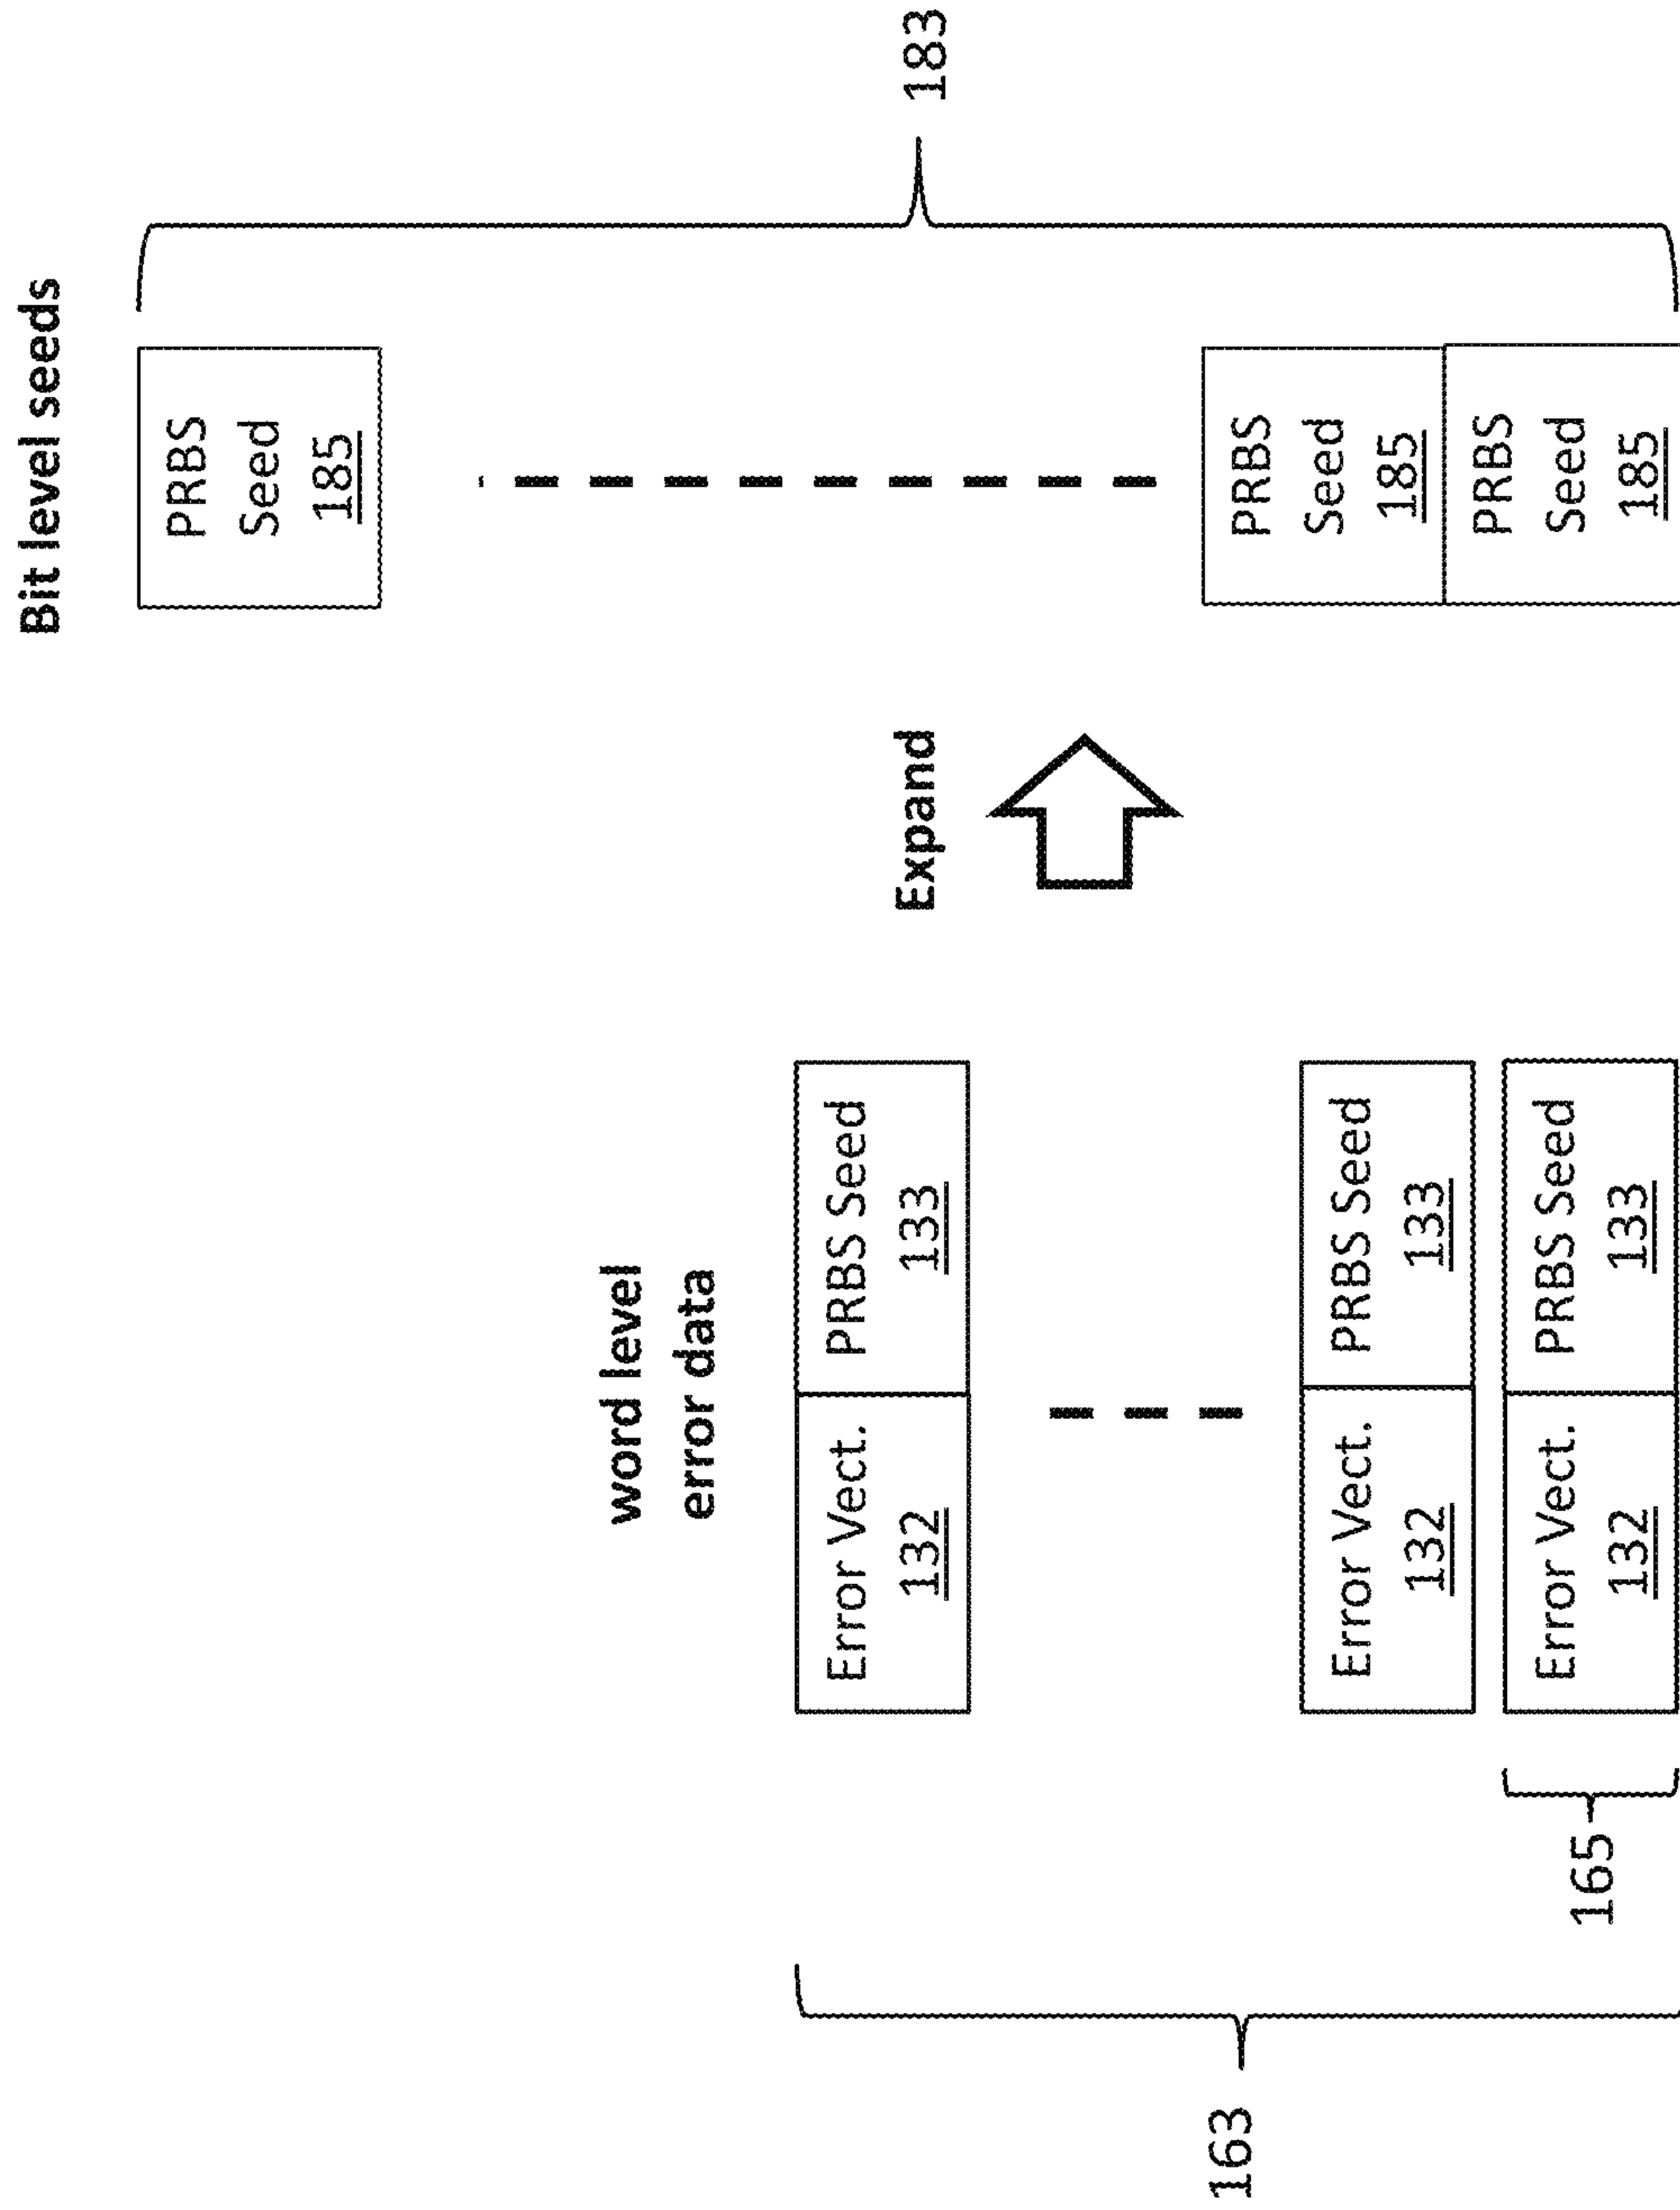 163
165
word level
error data
Error Vect.
132
PRBS Seed
133
Error Vect.
132
PRBS Seed
133
Error Vect.
132
PRBS Seed
133
Expand
Bit level seeds
PRBS
Seed
185
PRBS
Seed
185
PRBS
Seed
185
183